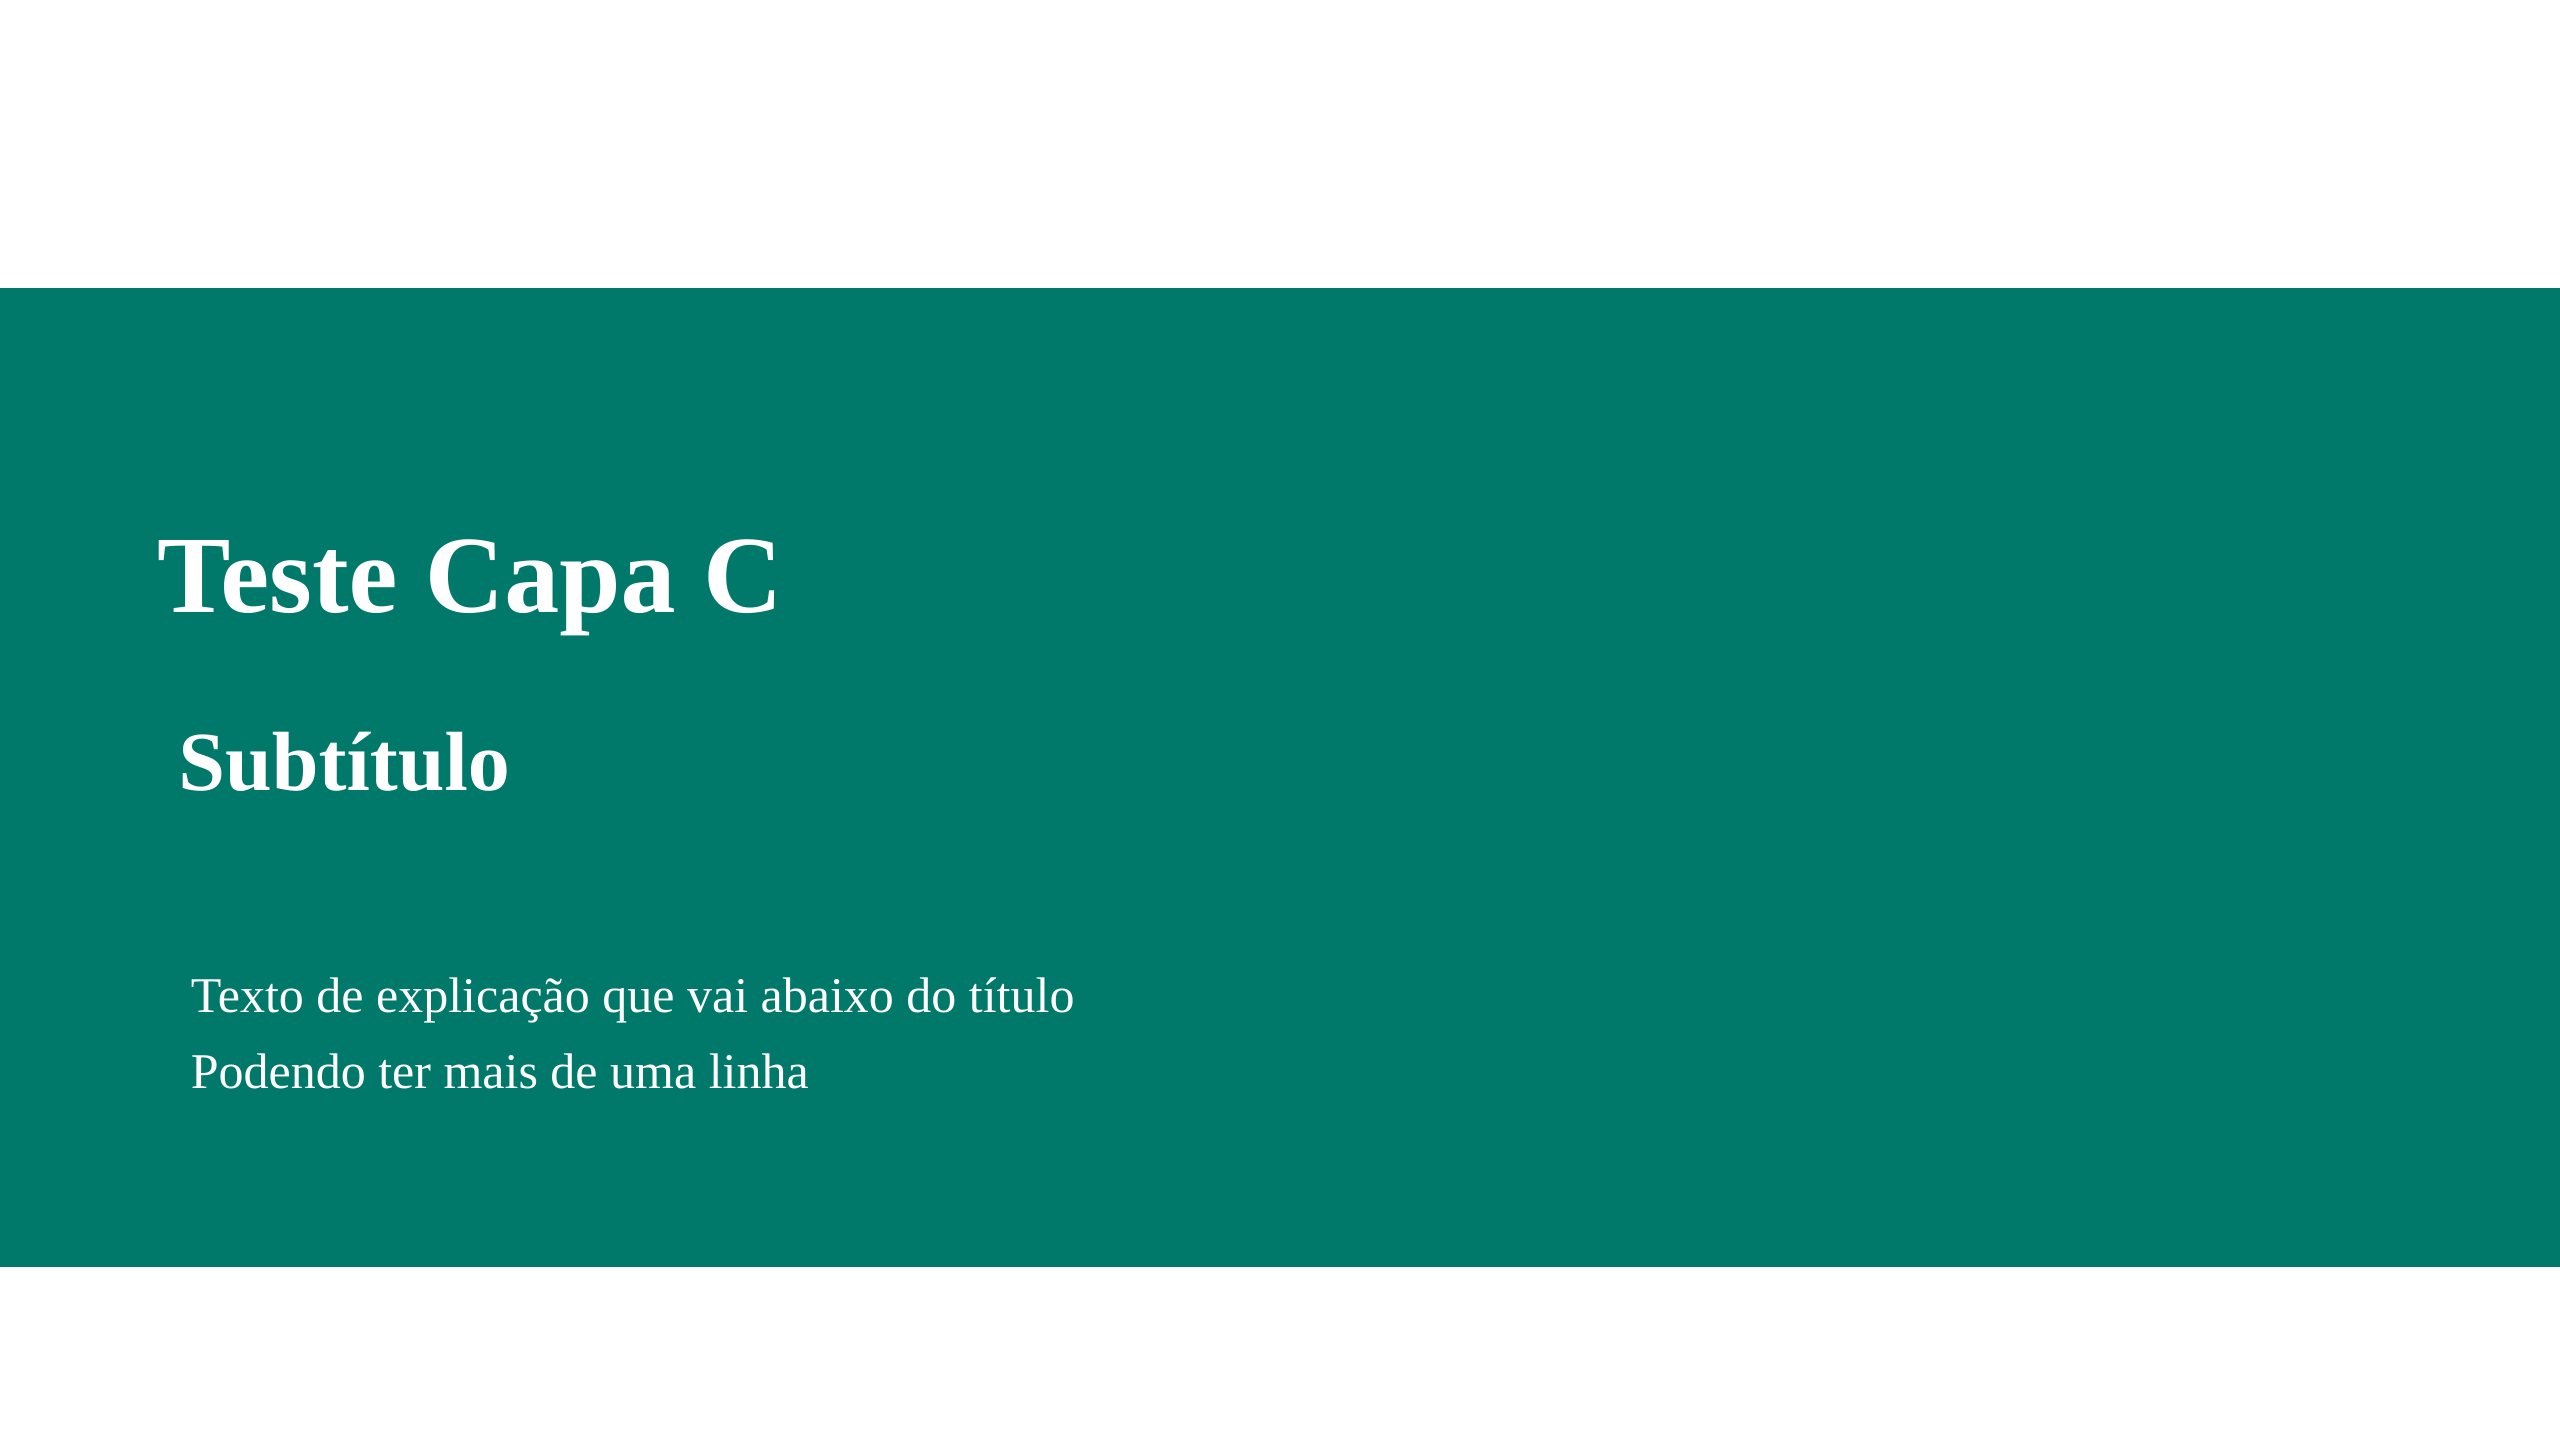 Teste Capa C
Subtítulo
Texto de explicação que vai abaixo do título
Podendo ter mais de uma linha